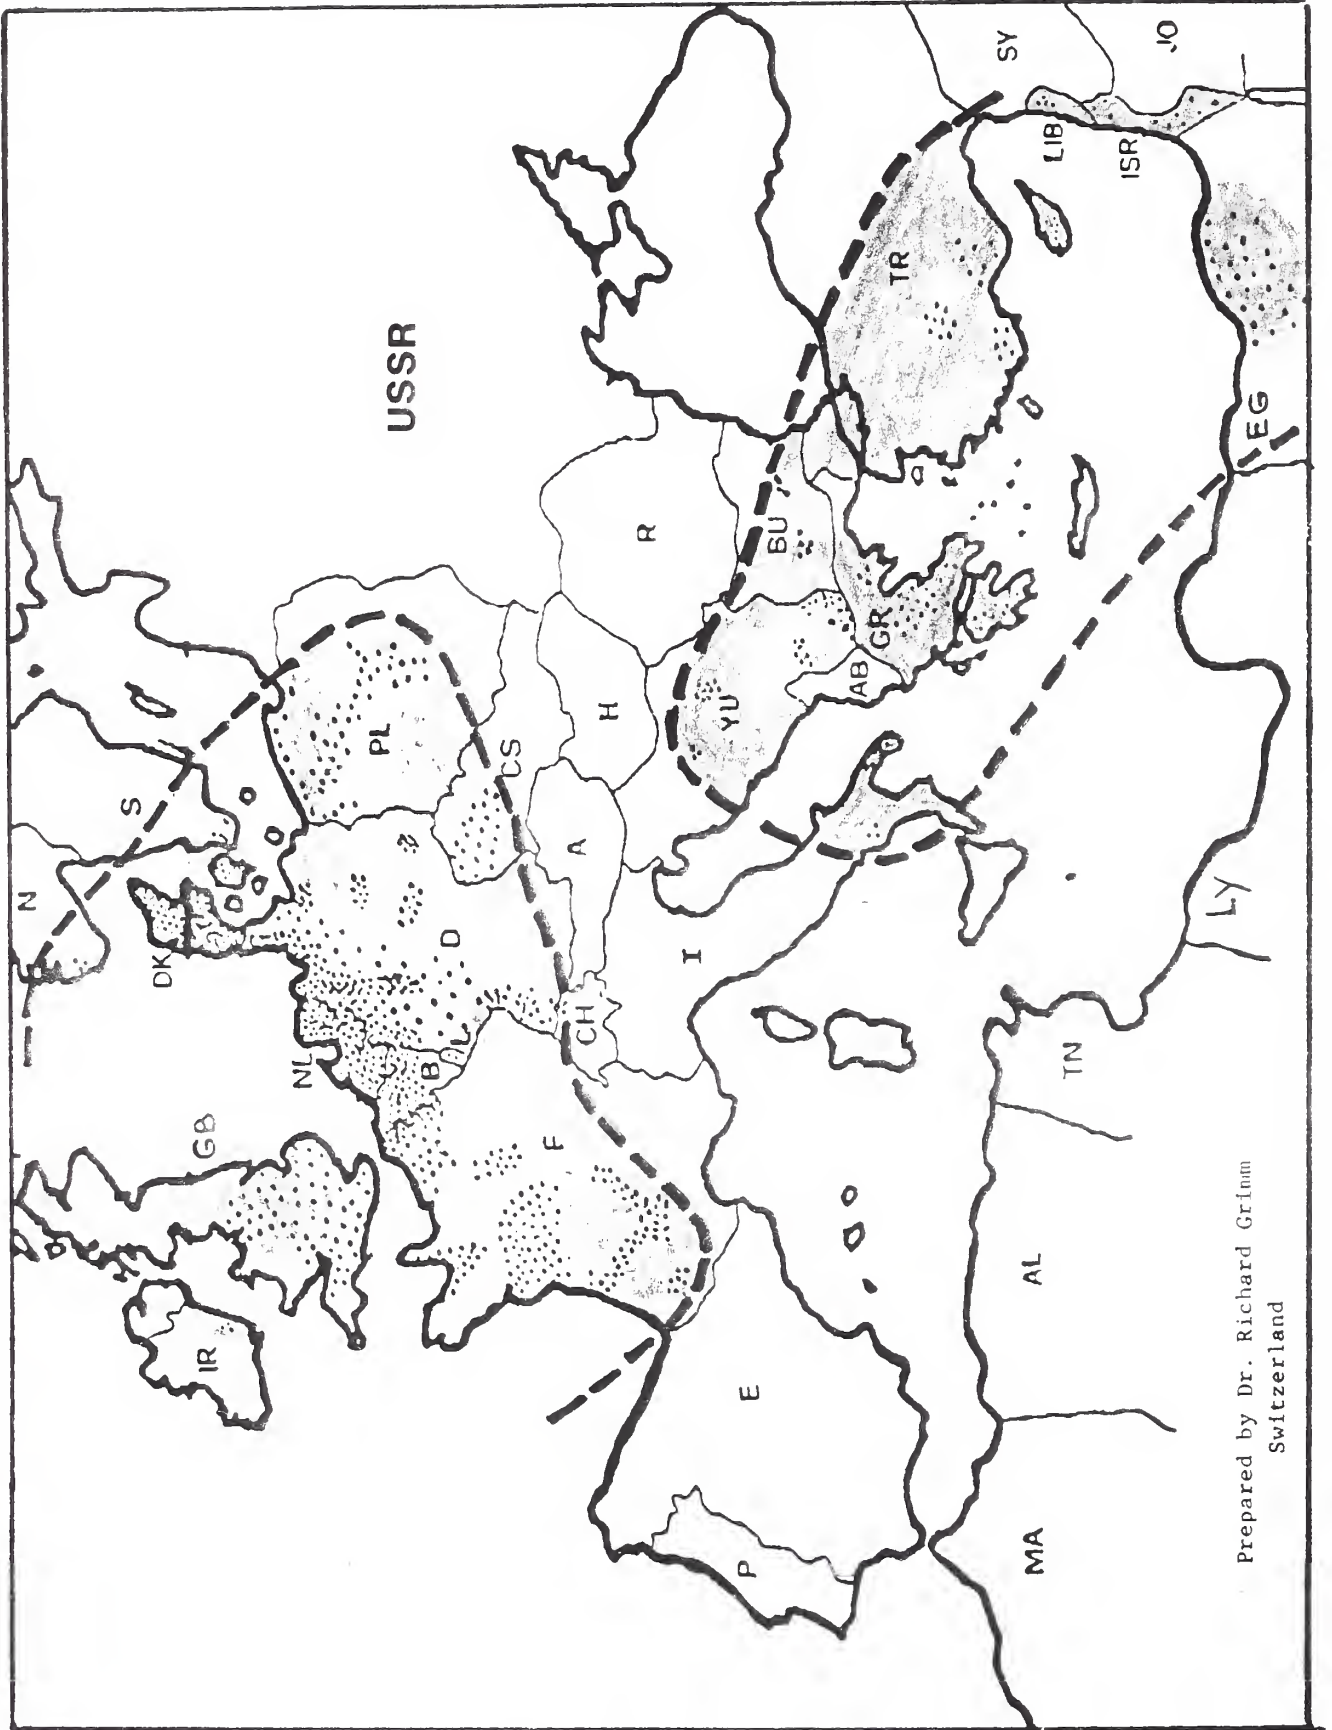 N
S
USSR
DK
GB
IR
NL
B
L
D
PL
CS
F
CH
A
H
R
YU
BU
AB
GR
TR
I
E
P
MA
AL
TN
LY
EG
SY
JO
LIB
ISR
Prepared by Dr. Richard Grimm
Switzerland